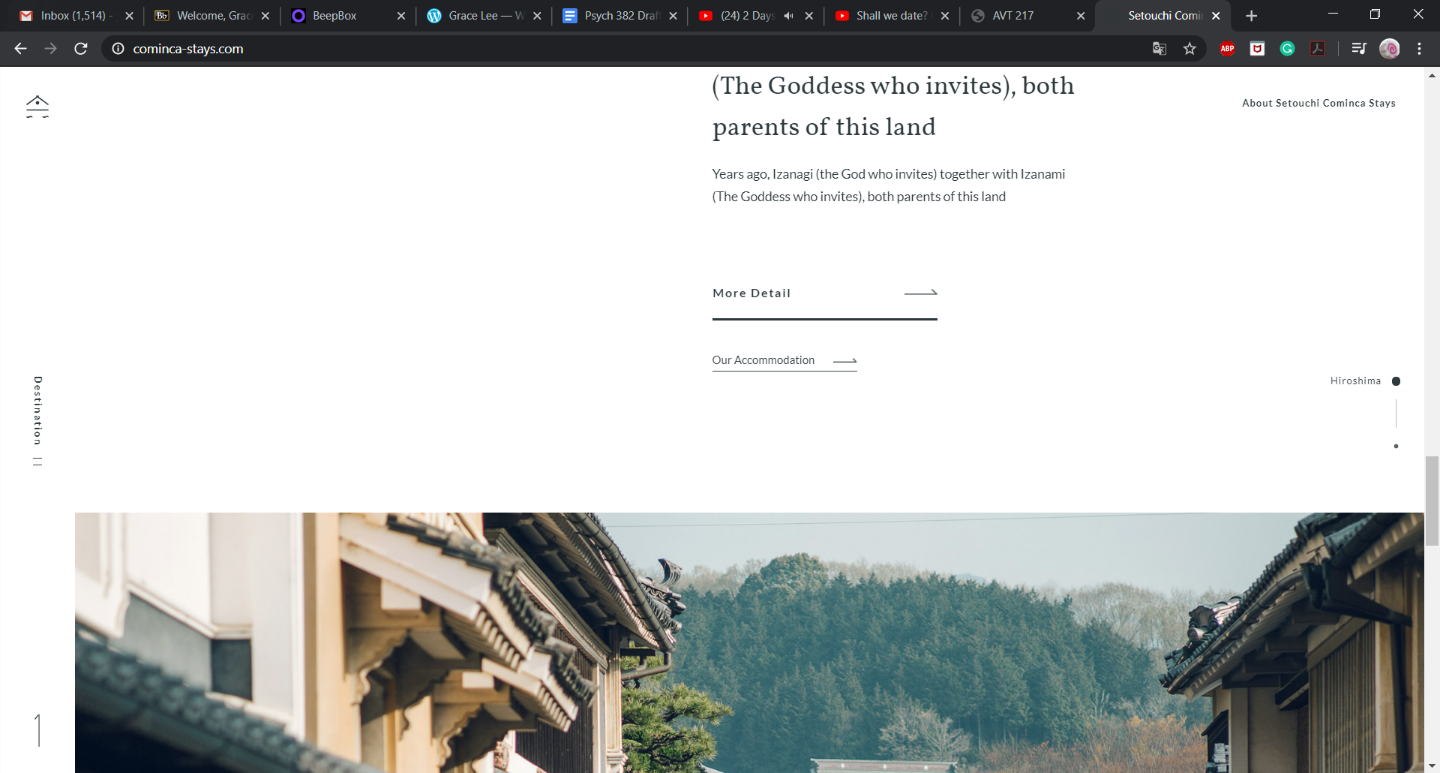 Inbox (1,514) -
Welcome, Grac
BeepBox
Grace Lee — W
Psych 382 Draf
(24) 2 Days
Shall we date?
AVT 217
Setouchi Comin
cominca-stays.com
ABP
(The Goddess who invites), both
parents of this land
About Setouchi Cominca Stays
Years ago, Izanagi (the God who invites) together with Izanami
(The Goddess who invites), both parents of this land
More Detail
Our Accommodation
Destination
Hiroshima